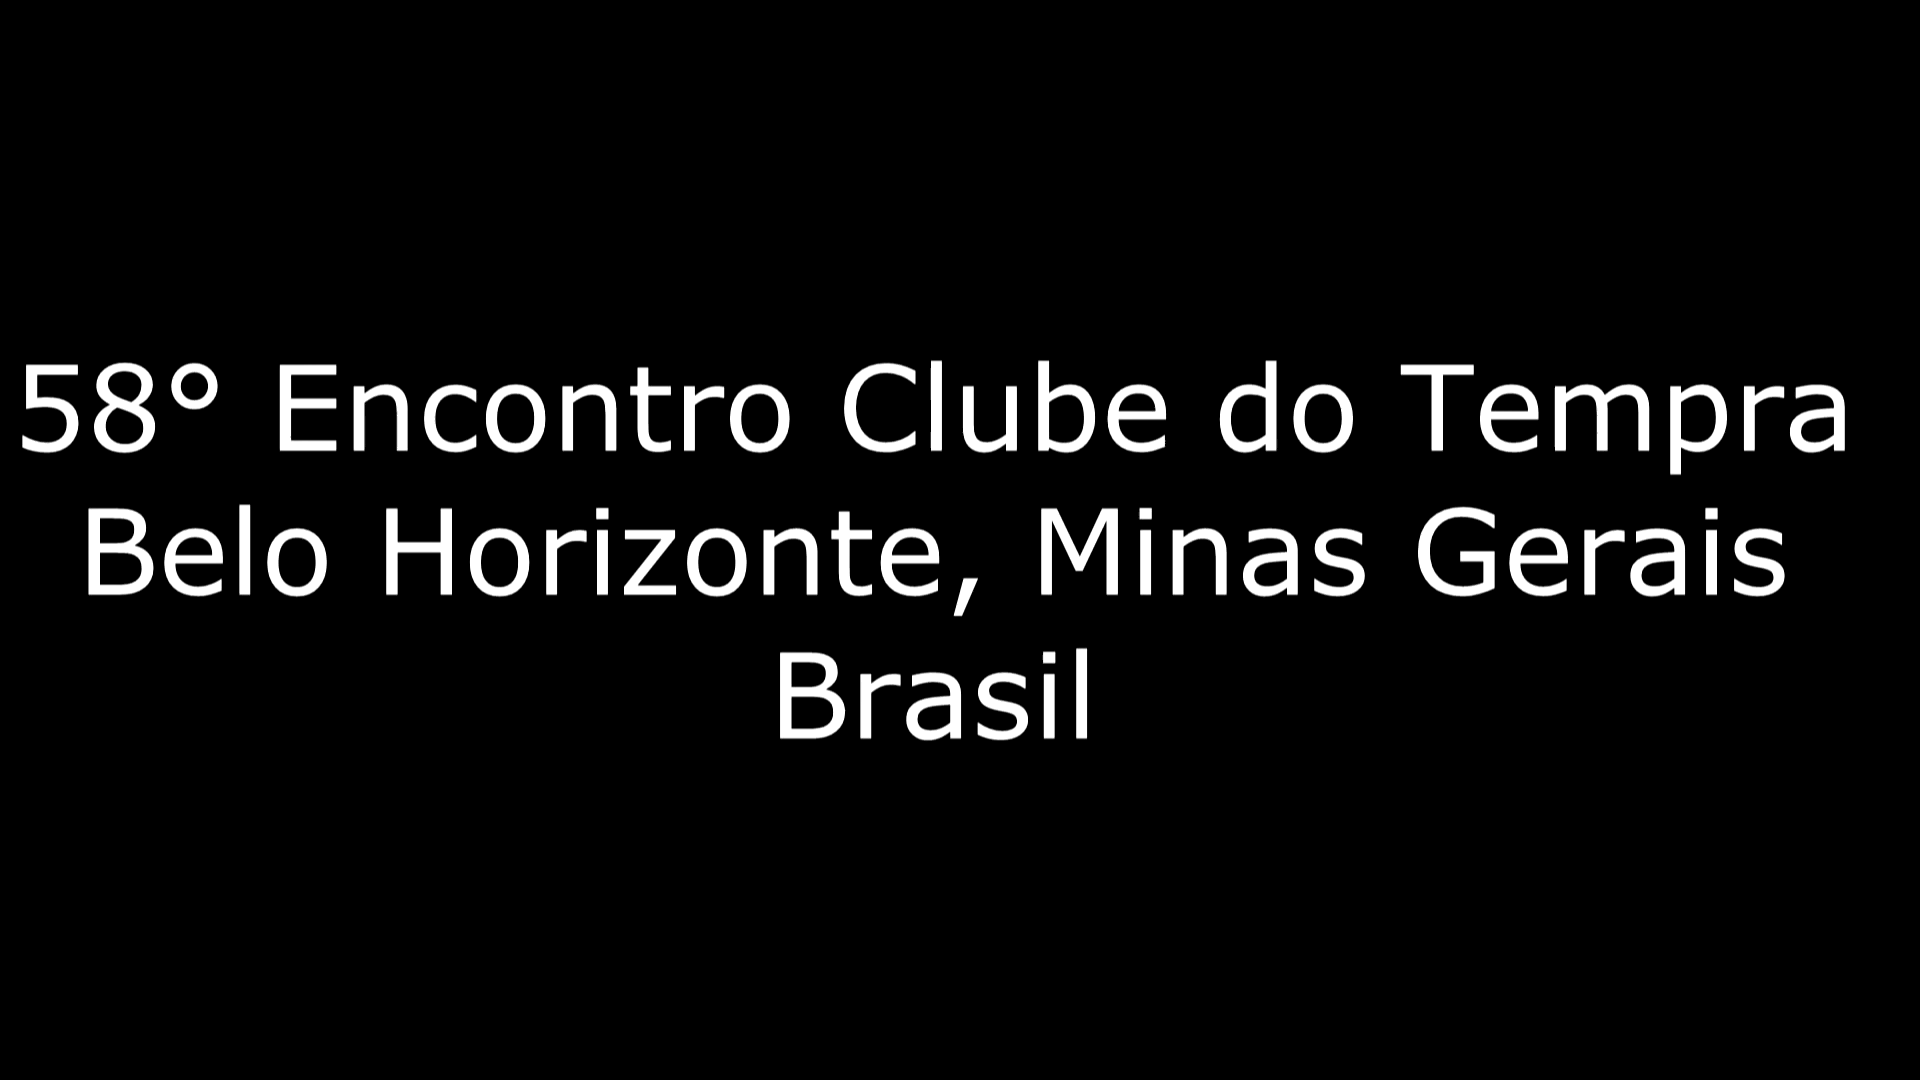 58° Encontro Clube do Tempra
Belo Horizonte, Minas Gerais
Brasil